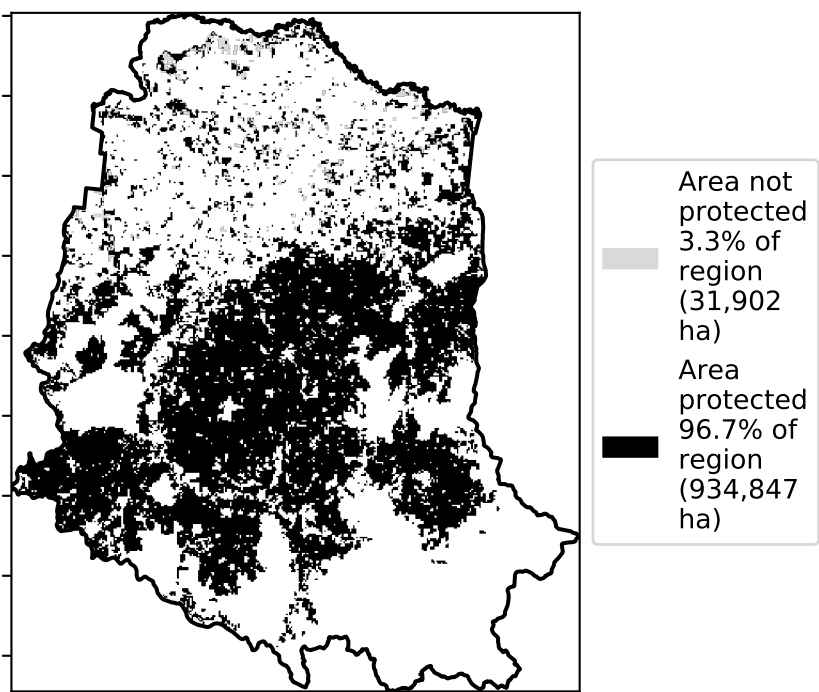 Area not
protected
3.3% of
region
(31,902
ha)
Area
protected
96.7% of
region
(934,847
ha)